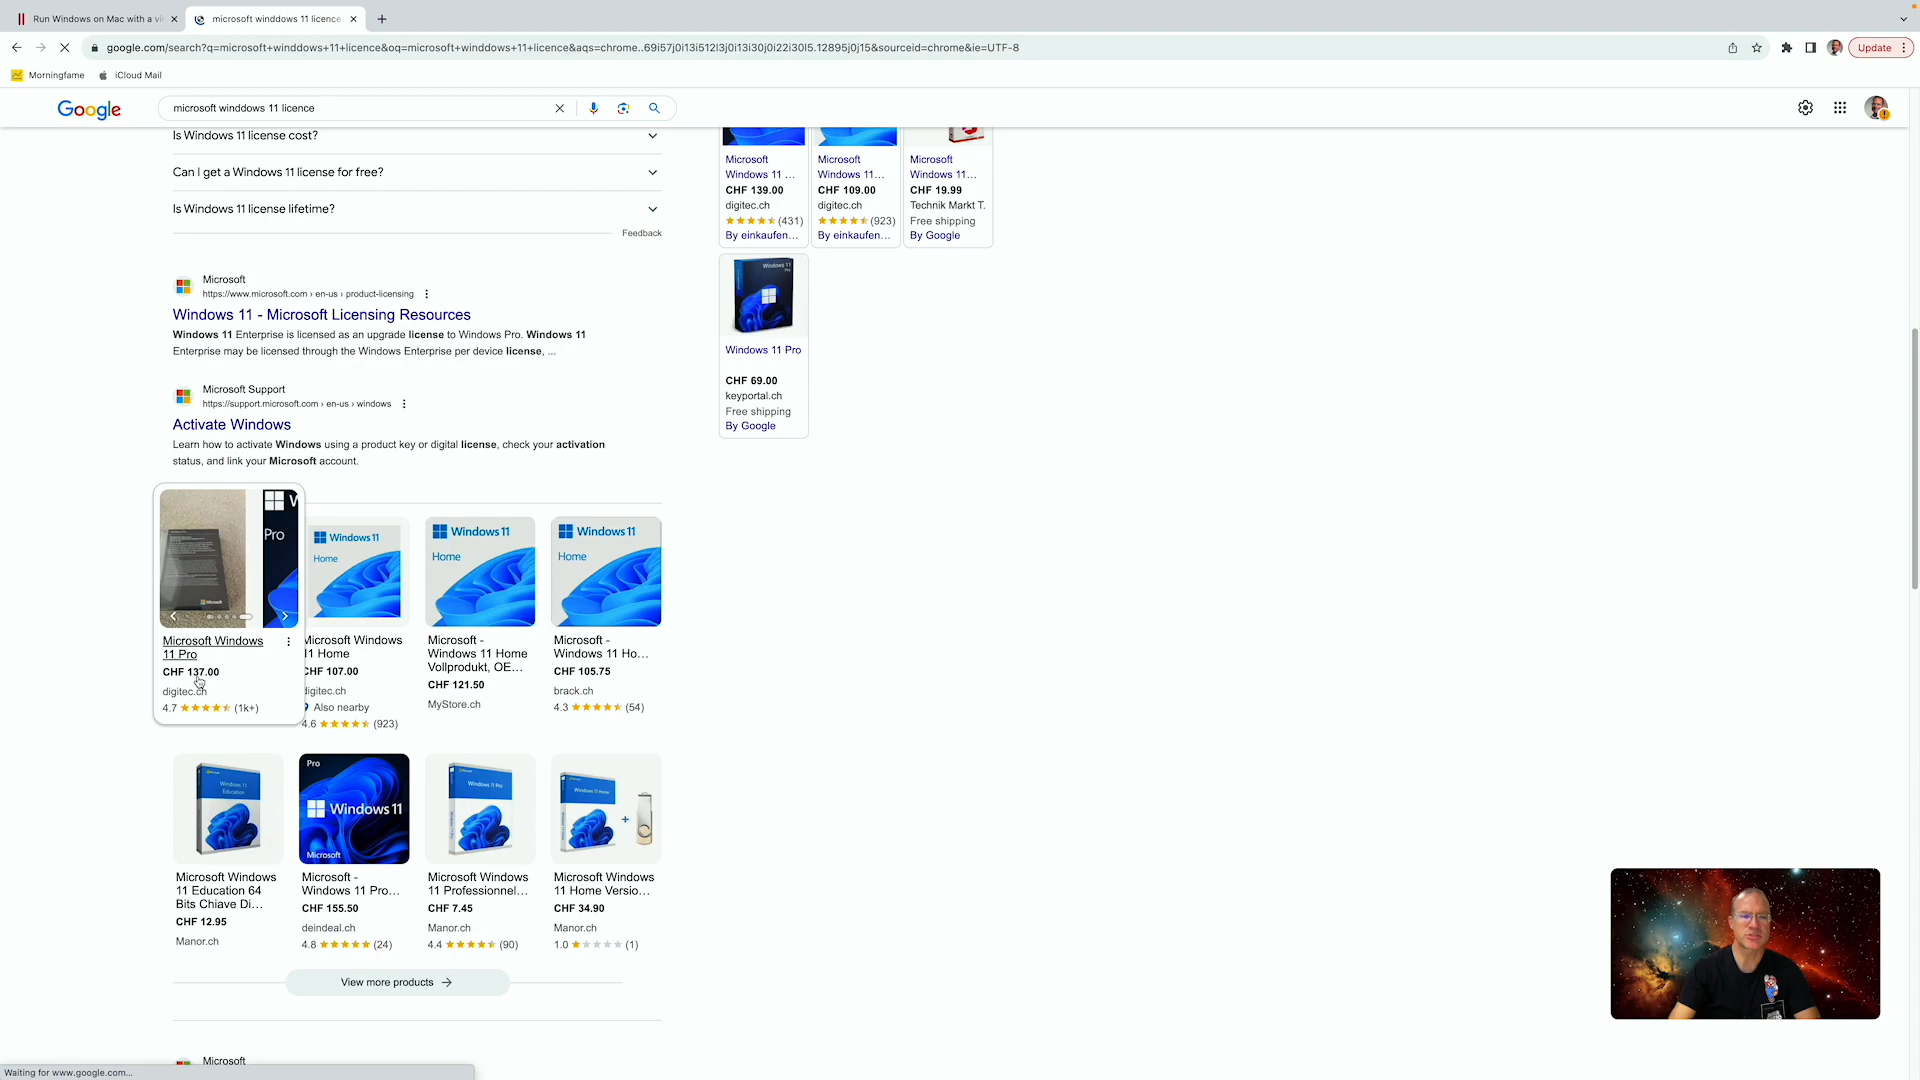 Run Windows on Mac with a vi
microsoft winddows 11 licence
google.com/search?q=microsoft+winddows+11+licence&oq=microsoft+winddows+11+licence&aqs=chrome..69i57j0i13i512l3j0i13i30j0i22i30l5.12895j0j15&sourceid=chrome&ie=UTF-8
Update
Morningfame
iCloud Mail
Google
microsoft winddows 11 licence
Is Windows 11 license cost?
Can I get a Windows 11 license for free?
Is Windows 11 license lifetime?
Feedback
Microsoft
https://www.microsoft.com › en-us › product-licensing
Windows 11 - Microsoft Licensing Resources
Windows 11 Enterprise is licensed as an upgrade license to Windows Pro. Windows 11
Enterprise may be licensed through the Windows Enterprise per device license, ...
Microsoft Support
https://support.microsoft.com › en-us › windows
Activate Windows
Learn how to activate Windows using a product key or digital license, check your activation
status, and link your Microsoft account.
Microsoft
Windows 11 ...
CHF 139.00
digitec.ch
(431)
By einkaufen...
Microsoft
Windows 11...
CHF 109.00
digitec.ch
(923)
By einkaufen...
Microsoft
Windows 11...
CHF 19.99
Technik Markt T.
Free shipping
By Google
Windows 11
Pro
Windows 11 Pro
CHF 69.00
keyportal.ch
Free shipping
By Google
W
Pro
Microsoft
Microsoft Windows
11 Pro
CHF 137.00
digitec.ch
4.7 (1k+)
Windows 11
Home
Microsoft Windows
11 Home
CHF 107.00
digitec.ch
Also nearby
4.6 (923)
Windows 11
Home
Microsoft -
Windows 11 Home
Vollprodukt, OE...
CHF 121.50
MyStore.ch
Windows 11
Home
Microsoft -
Windows 11 Ho...
CHF 105.75
brack.ch
4.3 (54)
Windows 11
Education
Microsoft Windows
11 Education 64
Bits Chiave Di...
CHF 12.95
Manor.ch
Pro
Windows 11
Microsoft
Microsoft -
Windows 11 Pro...
CHF 155.50
deindeal.ch
4.8 (24)
Windows 11 Pro
Microsoft Windows
11 Professionnel...
CHF 7.45
Manor.ch
4.4 (90)
Windows 11 Home
+
Microsoft Windows
11 Home Versio...
CHF 34.90
Manor.ch
1.0 (1)
View more products
Microsoft
Waiting for www.google.com...